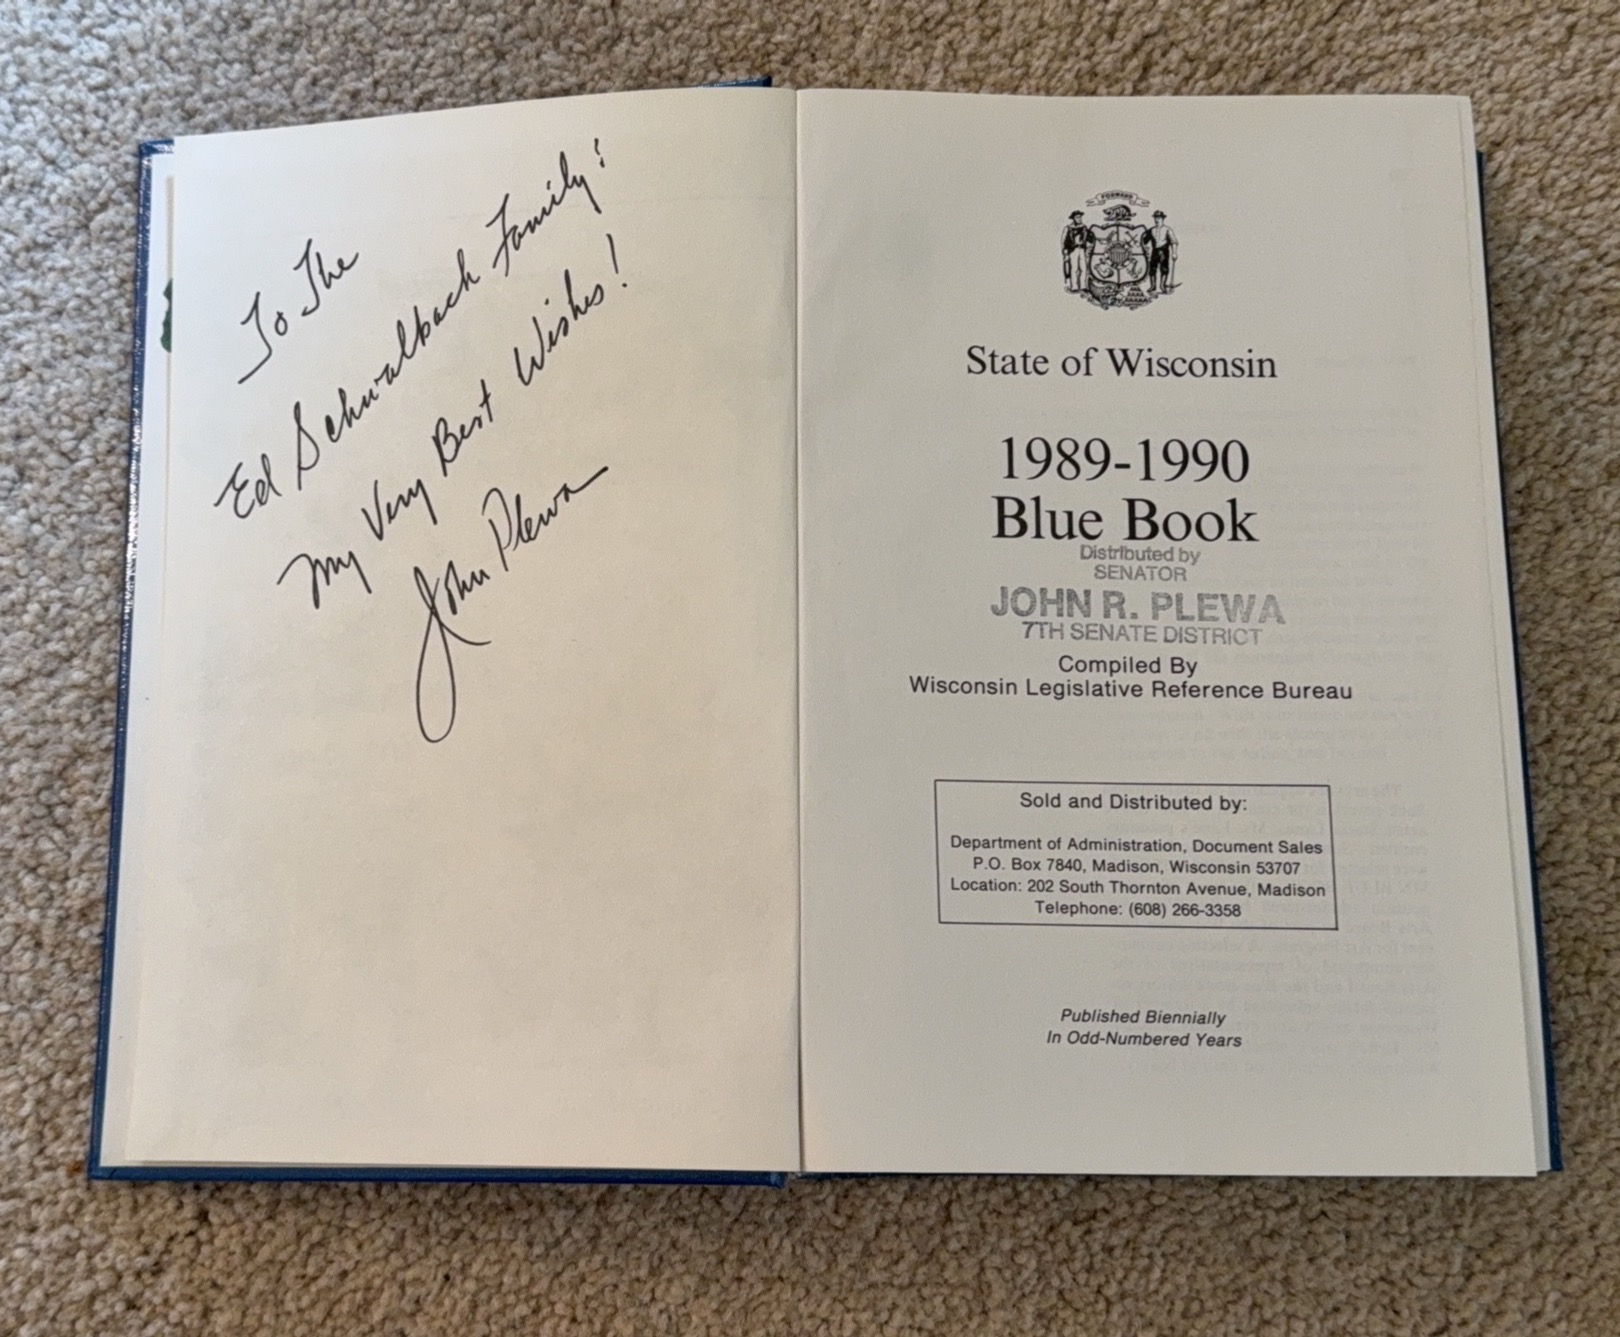 To The
Ed Schwalbach Family:
My Very Best Wishes!
John Plewa
FORWARD
State of Wisconsin
1989-1990
Blue Book
Distributed by
SENATOR
JOHN R. PLEWA
7TH SENATE DISTRICT
Compiled By
Wisconsin Legislative Reference Bureau
Sold and Distributed by:
Department of Administration, Document Sales
P.O. Box 7840, Madison, Wisconsin 53707
Location: 202 South Thornton Avenue, Madison
Telephone: (608) 266-3358
Published Biennially
In Odd-Numbered Years